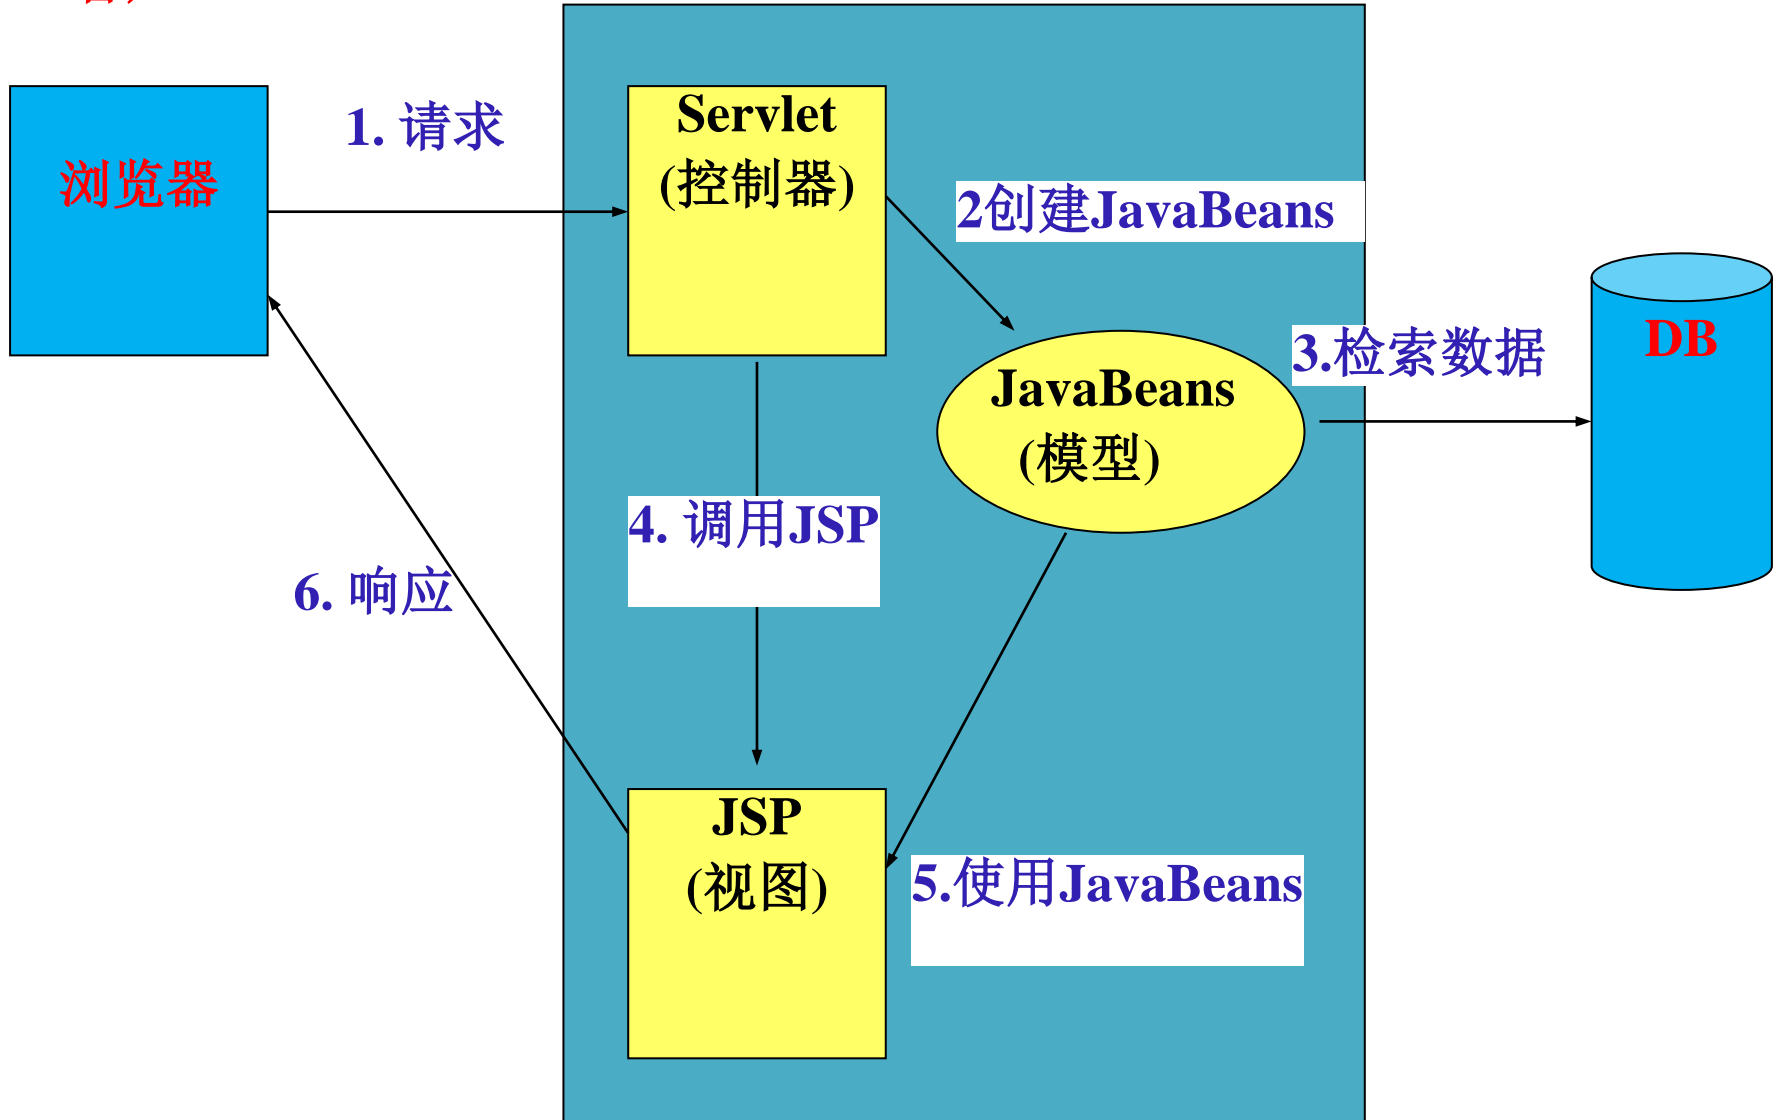 1. 请求
Servlet
(控制器)
浏览器
2创建JavaBeans
DB
3.检索数据
JavaBeans
(模型)
4. 调用JSP
6. 响应
JSP
(视图)
5.使用JavaBeans